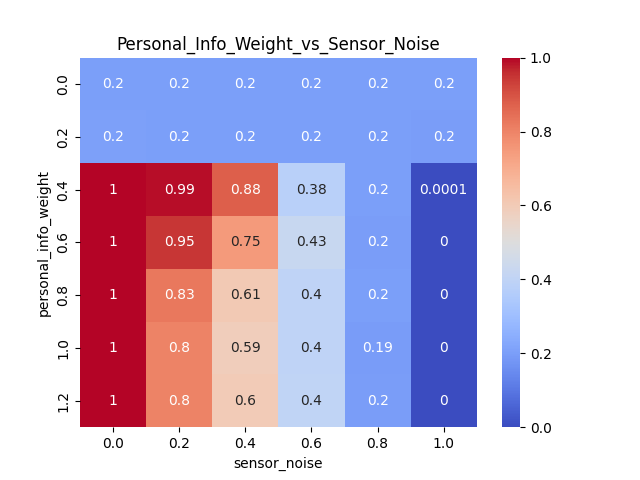 Personal_Info_Weight_vs_Sensor_Noise
personal_info_weight
0.0 0.2 0.2 0.2 0.2 0.2 0.2
0.2 0.2 0.2 0.2 0.2 0.2 0.2
0.4 1 0.99 0.88 0.38 0.2 0.0001
0.6 1 0.95 0.75 0.43 0.2 0
0.8 1 0.83 0.61 0.4 0.2 0
1.0 1 0.8 0.59 0.4 0.19 0
1.2 1 0.8 0.6 0.4 0.2 0
0.0 0.2 0.4 0.6 0.8 1.0
sensor_noise
1.0
0.8
0.6
0.4
0.2
0.0